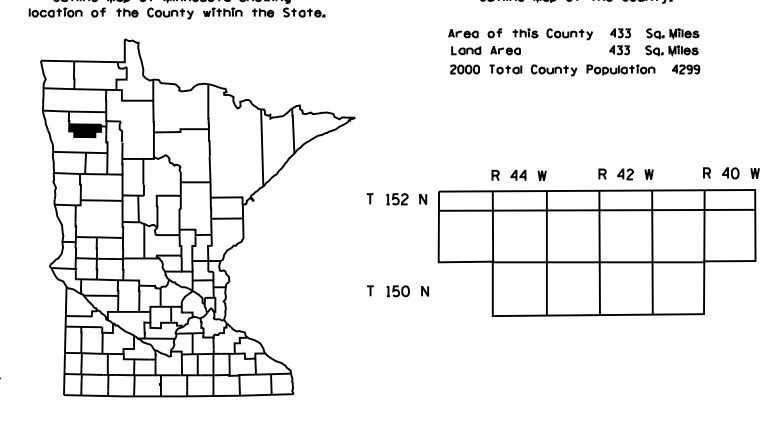 location of the County within the State.
Area of this County 433 Sq. Miles
Land Area 433 Sq. Miles
2000 Total County Population 4299
R 44 W R 42 W R 40 W
T 152 N
T 150 N